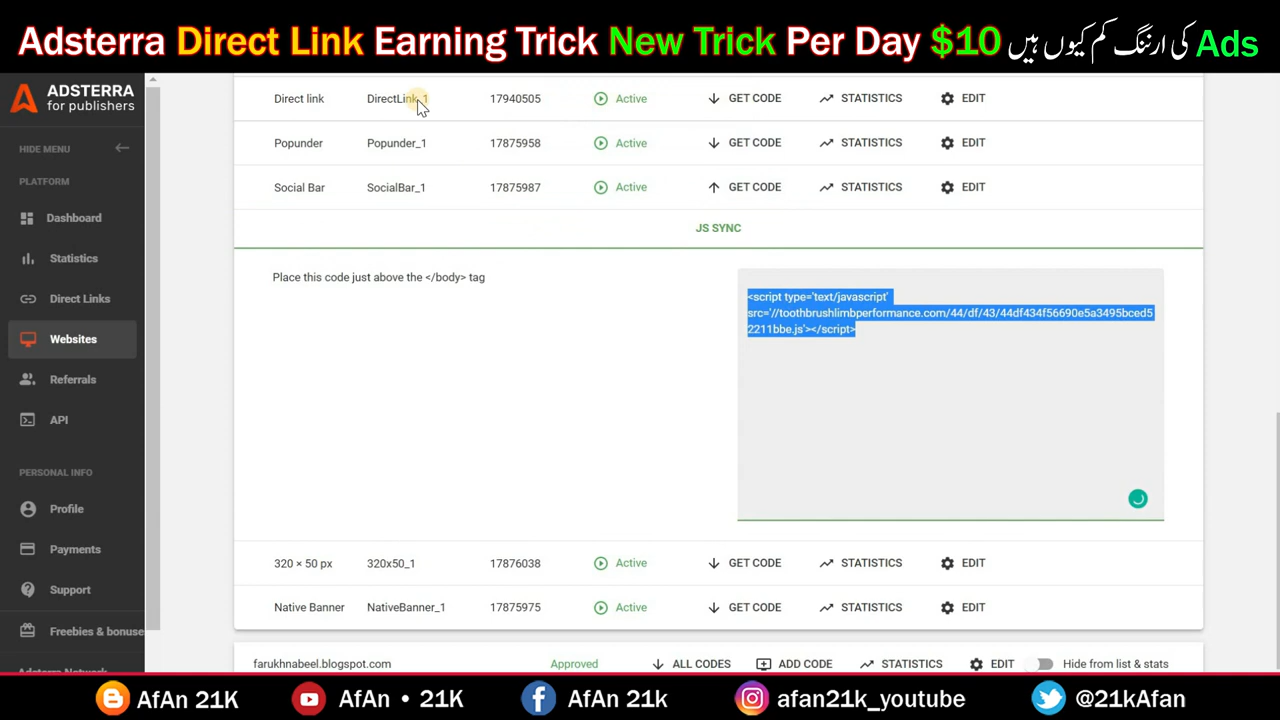 Adsterra Direct Link Earning Trick New Trick Per Day $10 کی ارننگ کم کیوں ہیں Ads
ADSTERRA
for publishers
HIDE MENU
PLATFORM
Dashboard
Statistics
Direct Links
Websites
Referrals
API
PERSONAL INFO
Profile
Payments
Support
Freebies & bonuse
Adsterra Network
Direct link DirectLink_1 17940505 Active GET CODE STATISTICS EDIT
Popunder Popunder_1 17875958 Active GET CODE STATISTICS EDIT
Social Bar SocialBar_1 17875987 Active GET CODE STATISTICS EDIT
JS SYNC
Place this code just above the </body> tag
<script type='text/javascript'
src='//toothbrushlimbperformance.com/44/df/43/44df434f56690e5a3495bced5
2211bbe.js'></script>
320 × 50 px 320x50_1 17876038 Active GET CODE STATISTICS EDIT
Native Banner NativeBanner_1 17875975 Active GET CODE STATISTICS EDIT
farukhnabeel.blogspot.com Approved ALL CODES ADD CODE STATISTICS EDIT Hide from list & stats
AfAn 21K AfAn • 21K AfAn 21k afan21k_youtube @21kAfan